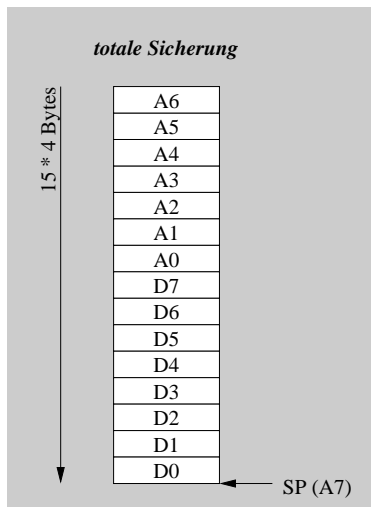 totale Sicherung
15 * 4 Bytes
A6
A5
A4
A3
A2
A1
A0
D7
D6
D5
D4
D3
D2
D1
D0
SP (A7)